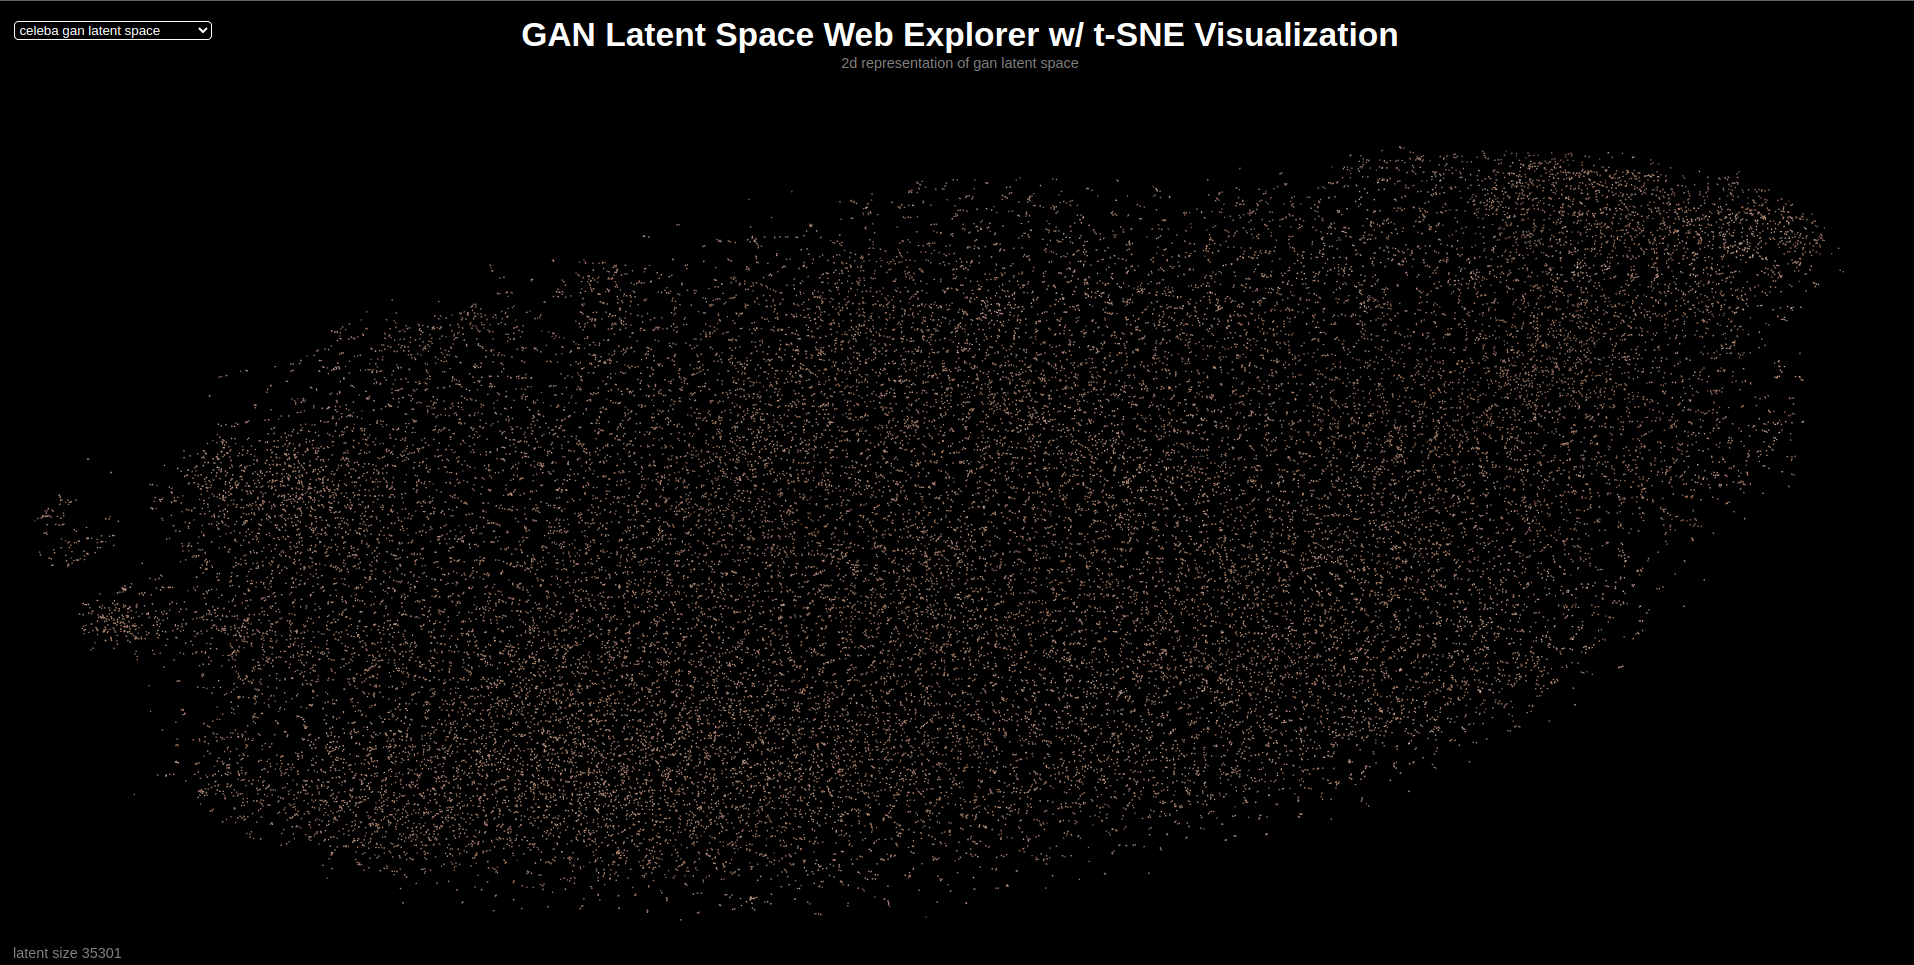 celeba gan latent space
GAN Latent Space Web Explorer w/ t-SNE Visualization
2d representation of gan latent space
latent size 35301